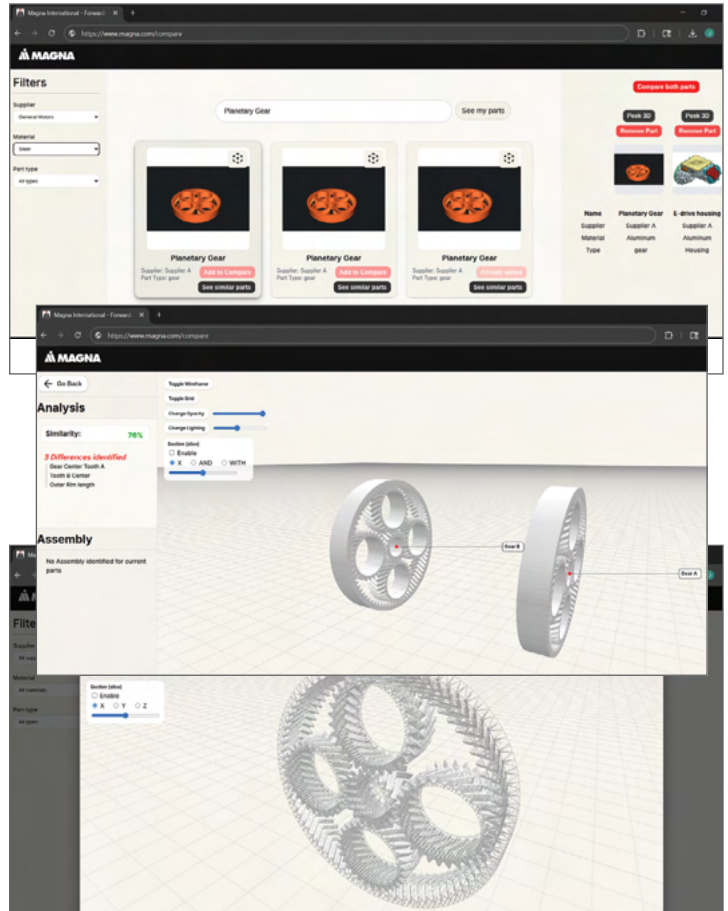 Magna International - Forward
https://www.magna.com/compare
MAGNA
Filters
Supplier
General Motors
Material
Steel
Part type
All types
Planetary Gear
See my parts
Planetary Gear
Supplier: Supplier A
Part Type: gear
Add to Compare
See similar parts
Planetary Gear
Supplier: Supplier A
Part Type: gear
Add to Compare
See similar parts
Planetary Gear
Supplier: Supplier A
Part Type: gear
Already added
See similar parts
Compare both parts
Peek 3D Peek 3D
Remove Part Remove Part
Name Planetary Gear E-drive housing
Supplier Supplier A Supplier A
Material Aluminum Aluminum
Type gear Housing
Magna International - Forward
https://www.magna.com/compare
MAGNA
Go Back
Analysis
Similarity: 76%
3 Differences identified
Gear Center Tooth A
Tooth B Center
Outer Rim length
Assembly
No Assembly identified for current
parts
Toggle Wireframe
Toggle Grid
Change Opacity
Change Lighting
Section (slice)
Enable
X AND WITH
Gear B
Gear A
Filte
Supplier
All sup
Material
All materials
Part type
All types
Section (slice)
Enable
X Y Z